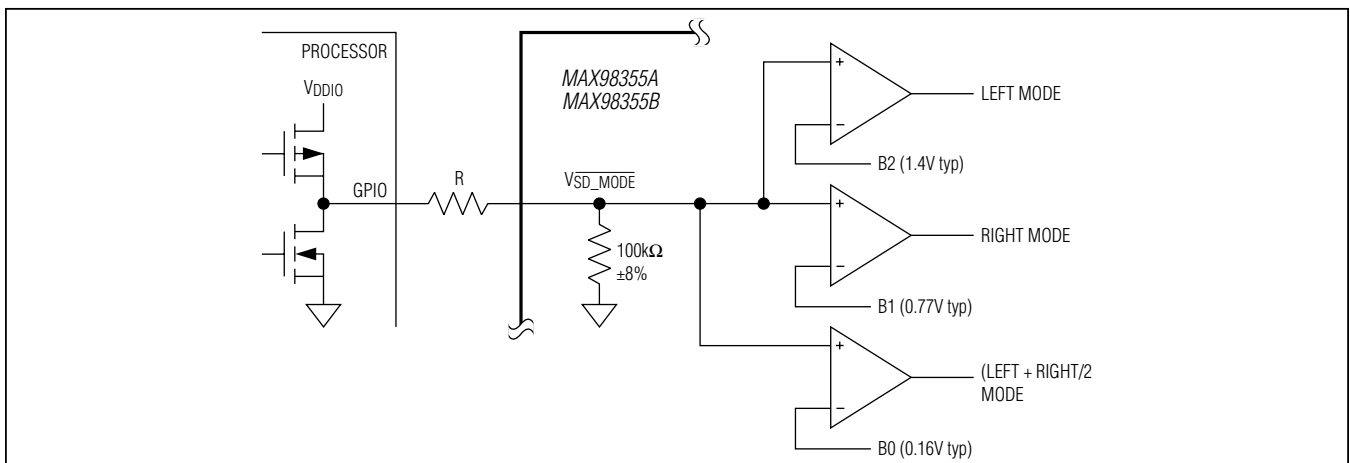 PROCESSOR
VDDIO
GPIO
R
MAX98355A
MAX98355B
VSD_MODE
100kΩ
±8%
+
−
LEFT MODE
B2 (1.4V typ)
+
−
RIGHT MODE
B1 (0.77V typ)
+
−
(LEFT + RIGHT/2
MODE
B0 (0.16V typ)